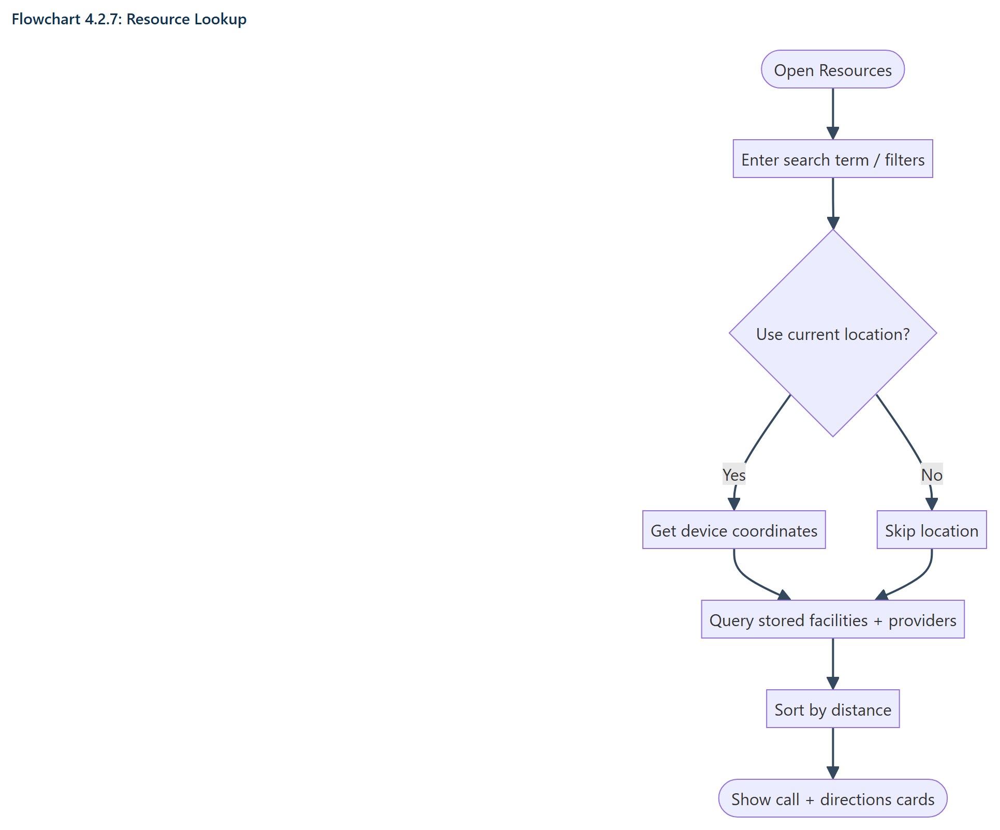 Flowchart 4.2.7: Resource Lookup
Open Resources
Enter search term / filters
Use current location?
Yes
No
Get device coordinates
Skip location
Query stored facilities + providers
Sort by distance
Show call + directions cards